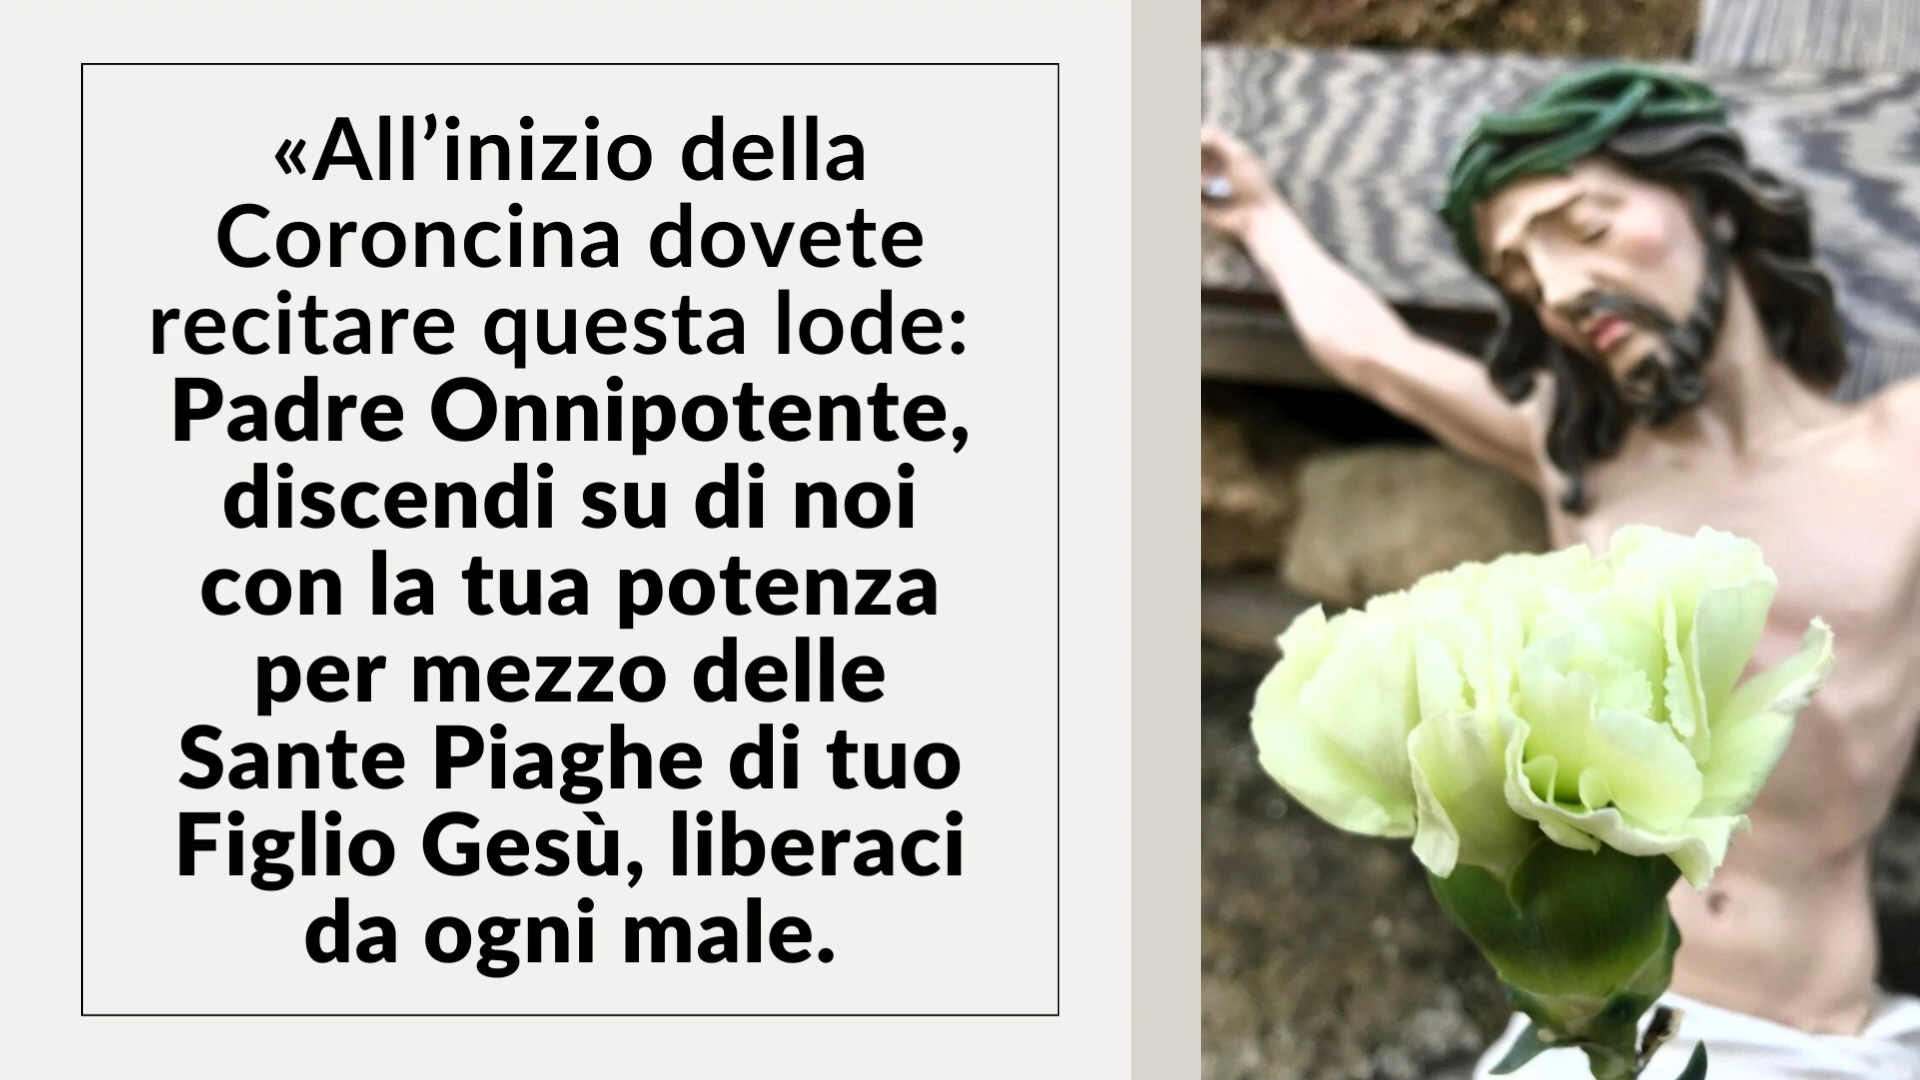 «All’inizio della
Coroncina dovete
recitare questa lode:
Padre Onnipotente,
discendi su di noi
con la tua potenza
per mezzo delle
Sante Piaghe di tuo
Figlio Gesù, liberaci
da ogni male.